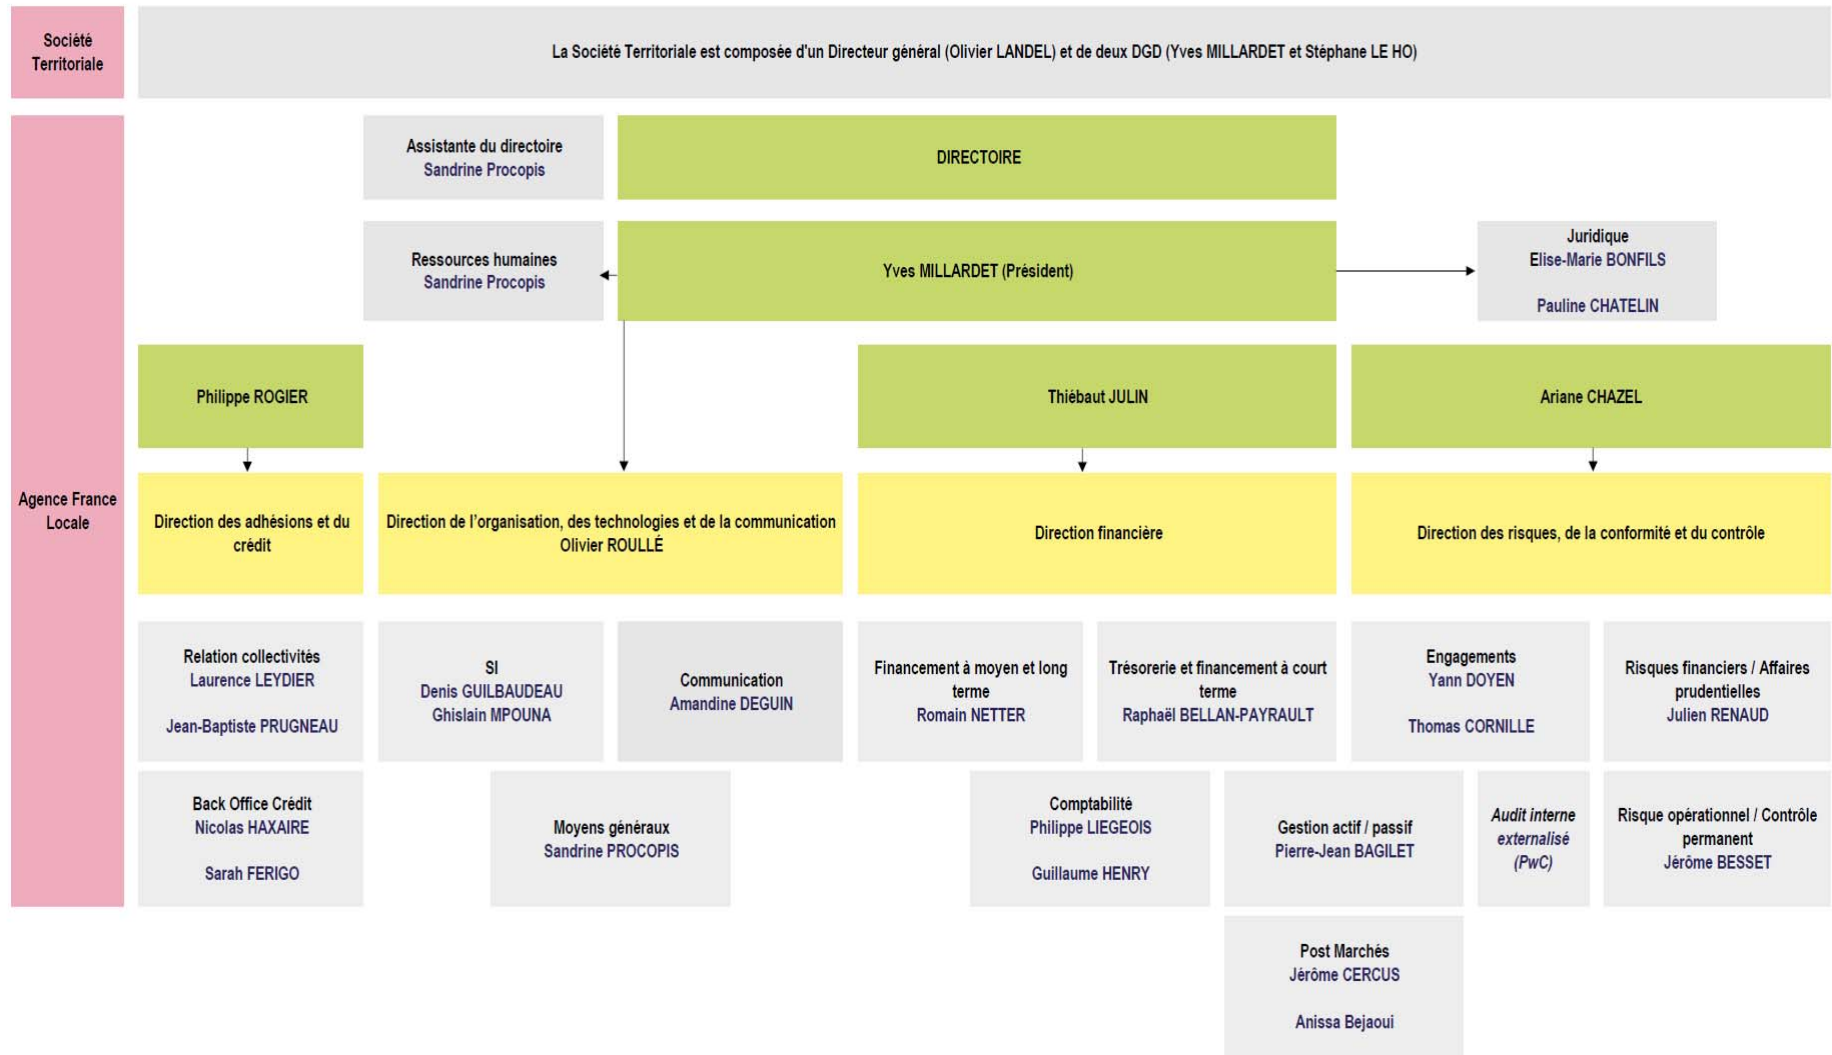 Société
Territoriale
La Société Territoriale est composée d'un Directeur général (Olivier LANDEL) et de deux DGD (Yves MILLARDET et Stéphane LE HO)
Agence France
Locale
Assistante du directoire
Sandrine Procopis
DIRECTOIRE
Ressources humaines
Sandrine Procopis
Yves MILLARDET (Président)
Juridique
Elise-Marie BONFILS
Pauline CHATELIN
Philippe ROGIER
Thiébaut JULIN
Ariane CHAZEL
Direction des adhésions et du
crédit
Direction de l'organisation, des technologies et de la communication
Olivier ROULLÉ
Direction financière
Direction des risques, de la conformité et du contrôle
Relation collectivités
Laurence LEYDIER
Jean-Baptiste PRUGNEAU
SI
Denis GUILBAUDEAU
Ghislain MPOUNA
Communication
Amandine DEGUIN
Financement à moyen et long
terme
Romain NETTER
Trésorerie et financement à court
terme
Raphaël BELLAN-PAYRAULT
Engagements
Yann DOYEN
Thomas CORNILLE
Risques financiers / Affaires
prudentielles
Julien RENAUD
Back Office Crédit
Nicolas HAXAIRE
Sarah FERIGO
Moyens généraux
Sandrine PROCOPIS
Comptabilité
Philippe LIEGEOIS
Guillaume HENRY
Gestion actif / passif
Pierre-Jean BAGILET
Audit interne
externalisé
(PwC)
Risque opérationnel / Contrôle
permanent
Jérôme BESSET
Post Marchés
Jérôme CERCUS
Anissa Bejaoui